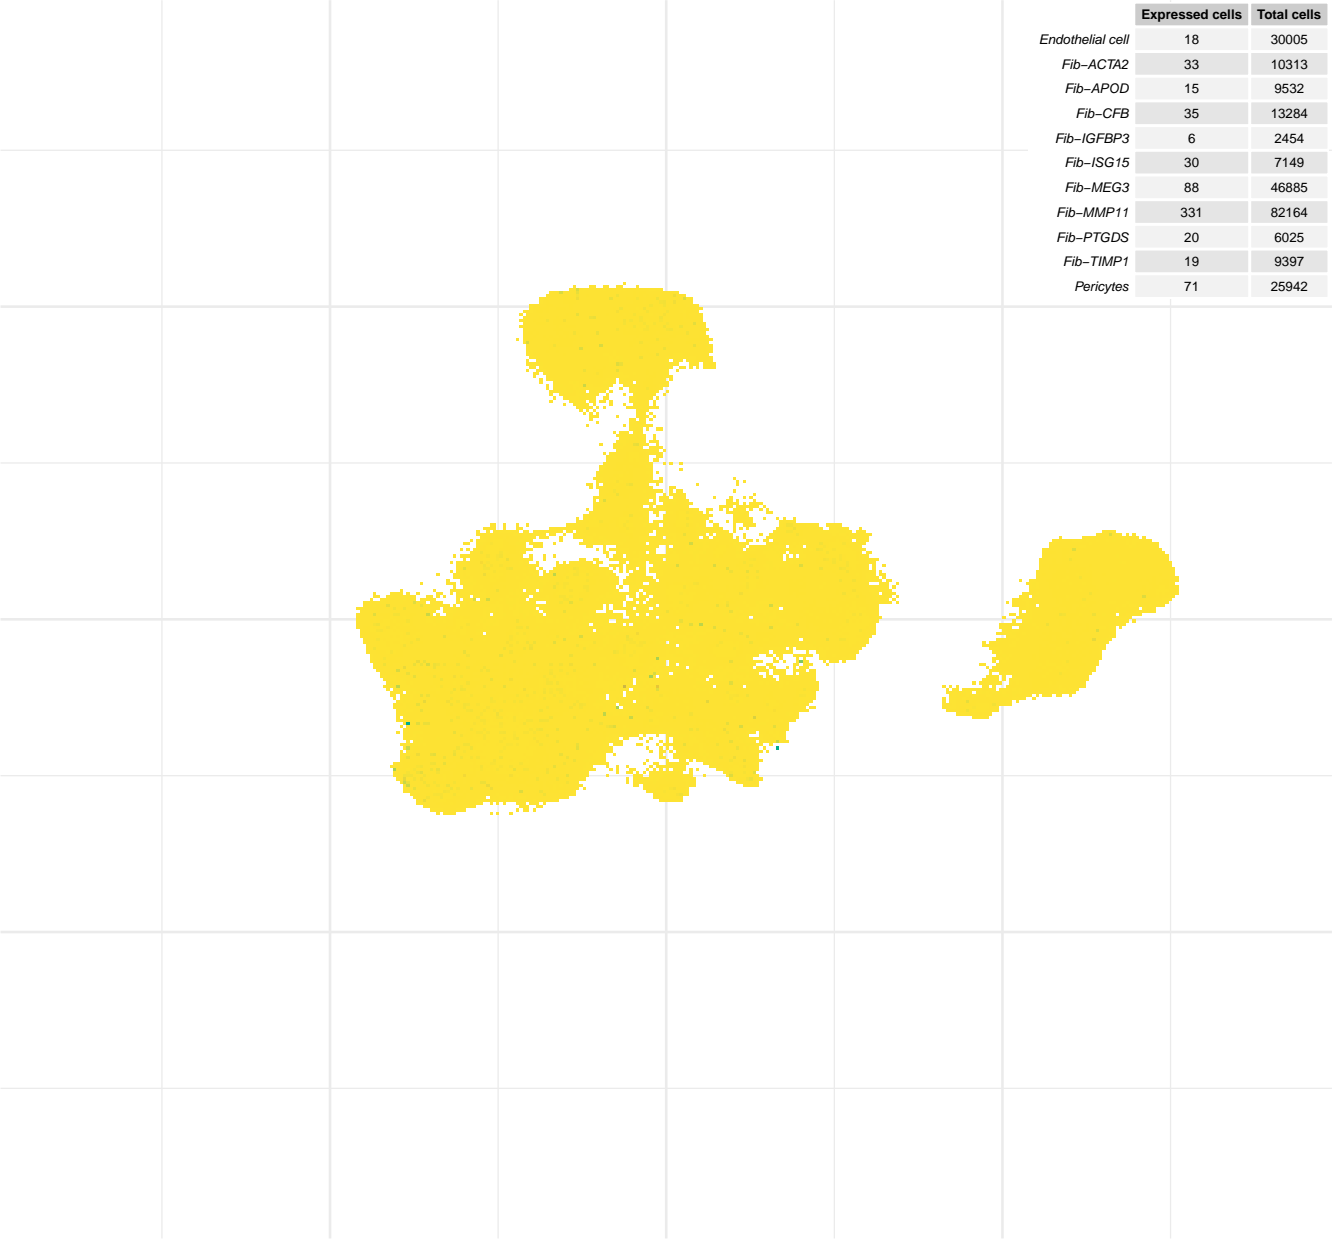 Expressed cells Total cells
Endothelial cell 18 30005
Fib−ACTA2 33 10313
Fib−APOD 15 9532
Fib−CFB 35 13284
Fib−IGFBP3 6 2454
Fib−ISG15 30 7149
Fib−MEG3 88 46885
Fib−MMP11 331 82164
Fib−PTGDS 20 6025
Fib−TIMP1 19 9397
Pericytes 71 25942